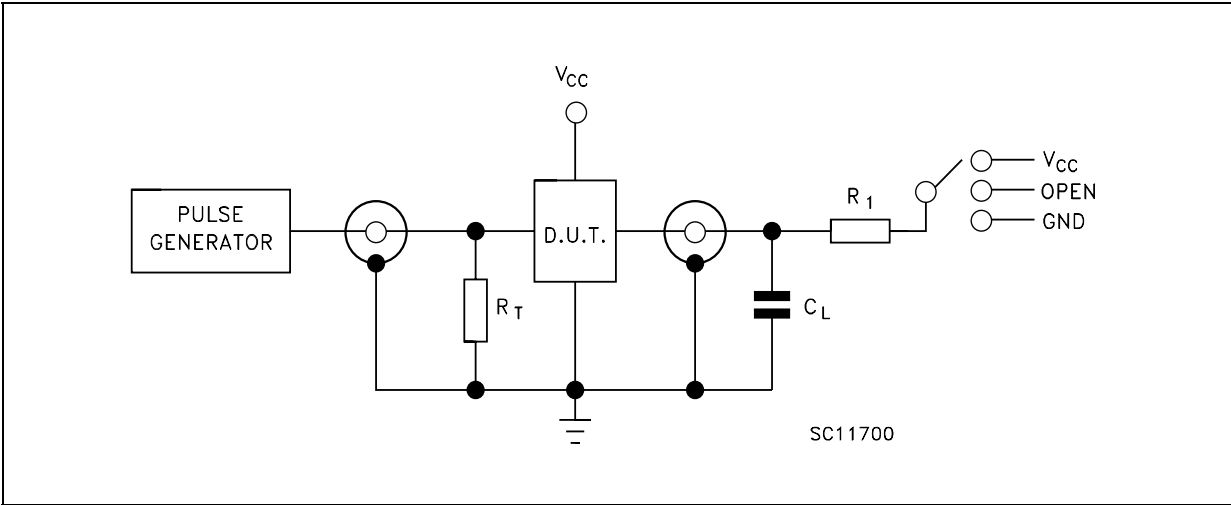 VCC
PULSE
GENERATOR
D.U.T.
RT
R1
CL
VCC
OPEN
GND
SC11700